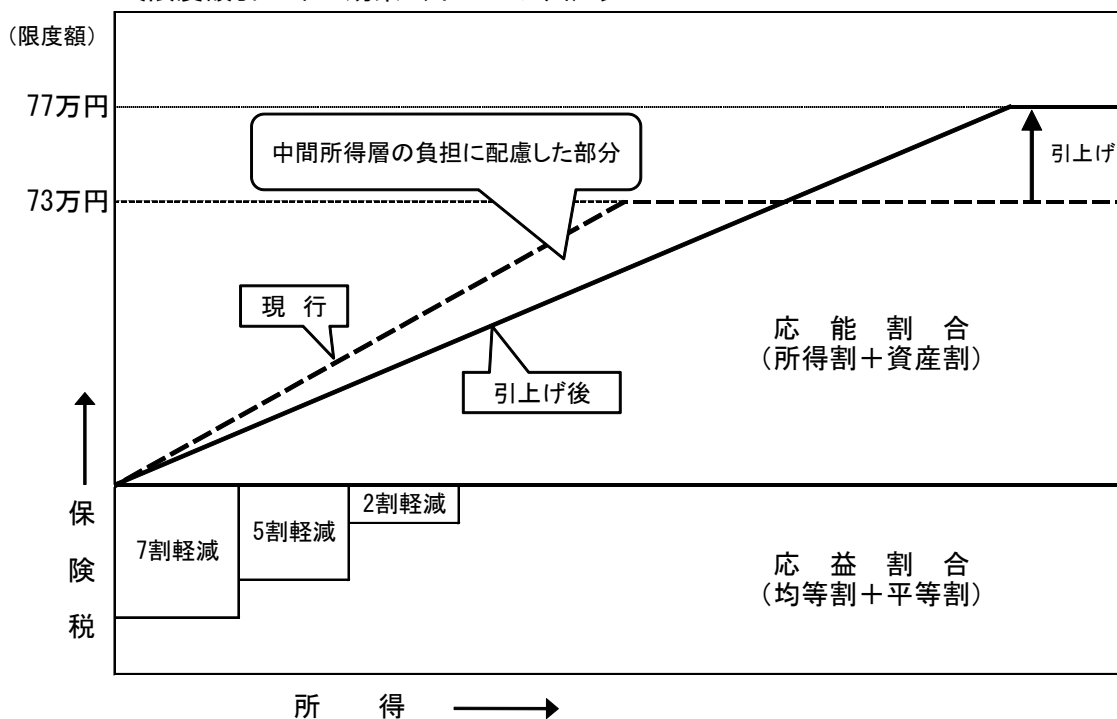 （限度額）
77万円
中間所得層の負担に配慮した部分
引上げ
73万円
現 行
応 能 割 合
（所得割＋資産割）
引上げ後
保 険 税
7割軽減
5割軽減
2割軽減
応 益 割 合
（均等割＋平等割）
所 得